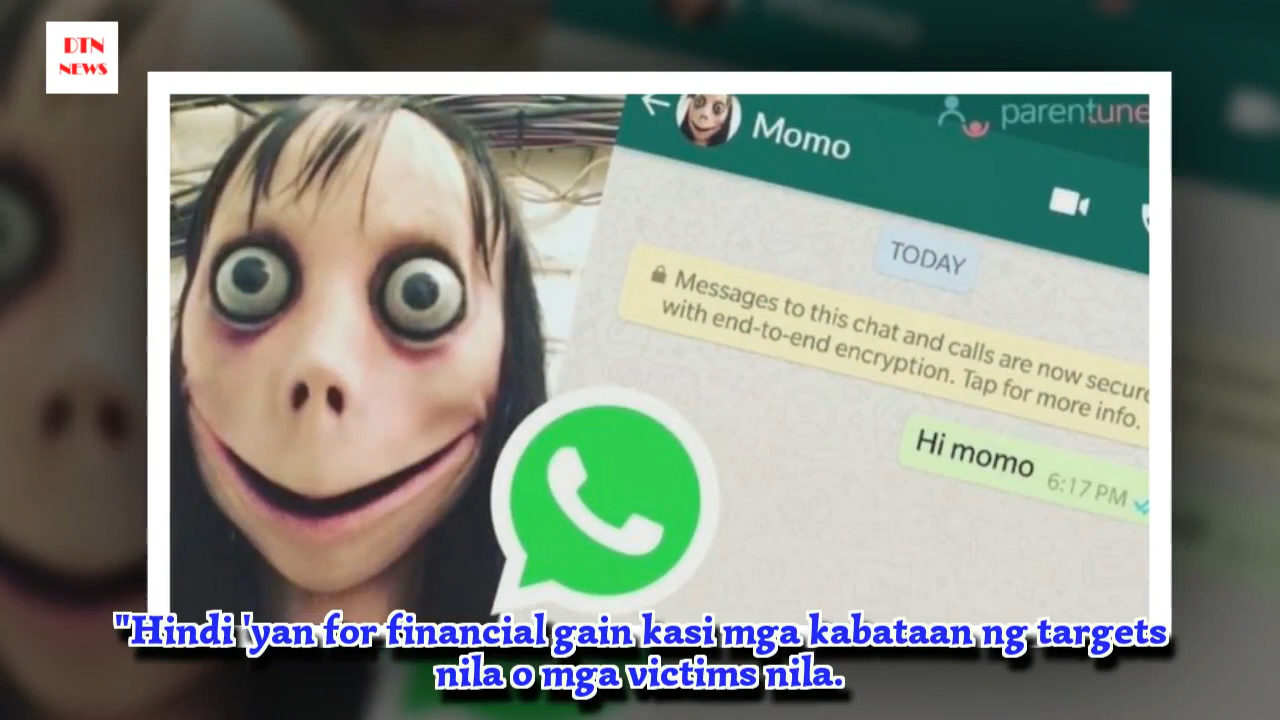 DTN
NEWS
Momo
parentune
TODAY
Messages to this chat and calls are now secure
with end-to-end encryption. Tap for more info.
Hi momo 6:17 PM
"Hindi 'yan for financial gain kasi mga kabataan ng targets
nila o mga victims nila.